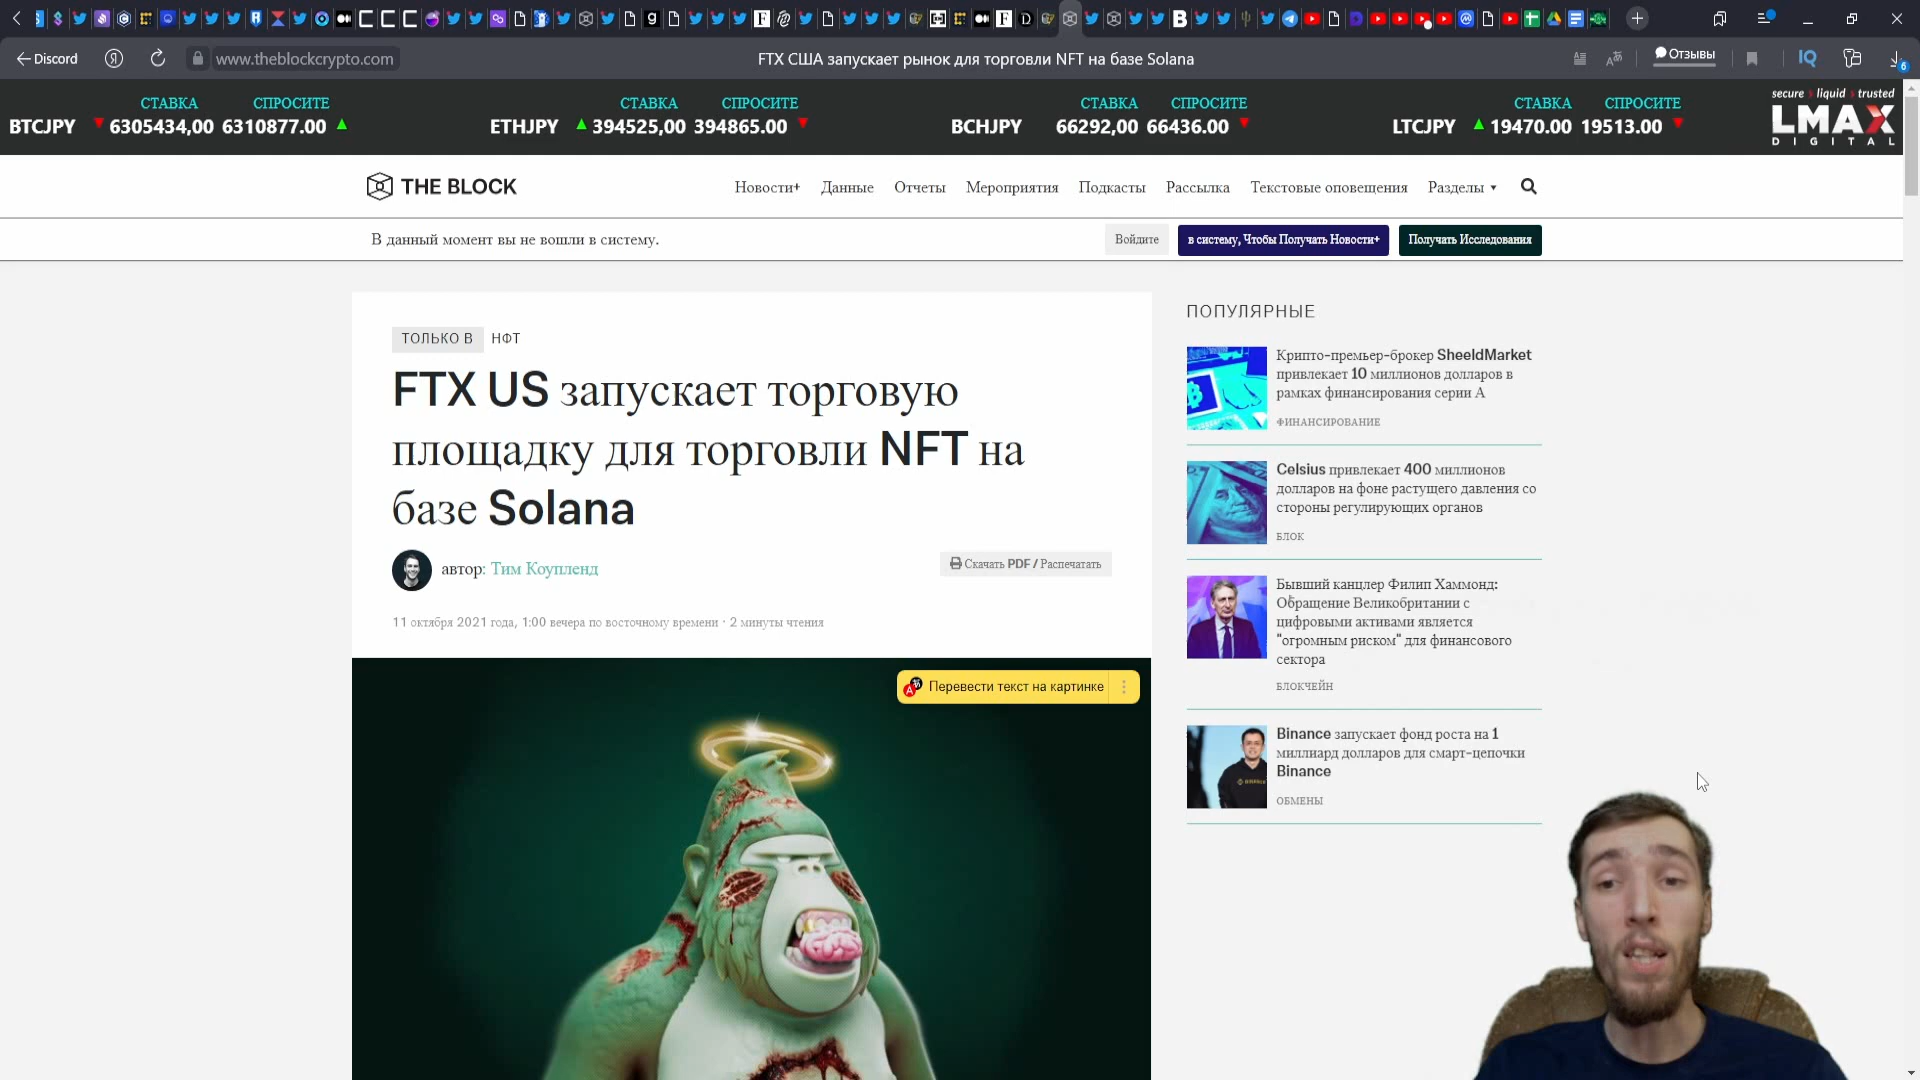 Discord
www.theblockcrypto.com
FTX США запускает рынок для торговли NFT на базе Solana
Отзывы
IQ
6
СТАВКА СПРОСИТЕ
BTCJPY 6305434,00 6310877.00
СТАВКА СПРОСИТЕ
ETHJPY 394525,00 394865.00
СТАВКА СПРОСИТЕ
BCHJPY 66292,00 66436.00
СТАВКА СПРОСИТЕ
LTCJPY 19470.00 19513.00
secure liquid trusted
LMAX
DIGITAL
THE BLOCK
Новости+ Данные Отчеты Мероприятия Подкасты Рассылка Текстовые оповещения Разделы
В данный момент вы не вошли в систему.
Войдите
в систему, Чтобы Получать Новости+
Получать Исследования
ТОЛЬКО В НФТ
FTX US запускает торговую
площадку для торговли NFT на
базе Solana
автор: Тим Коупленд
Скачать PDF / Распечатать
11 октября 2021 года, 1:00 вечера по восточному времени · 2 минуты чтения
Перевести текст на картинке
ПОПУЛЯРНЫЕ
Крипто-премьер-брокер SheeldMarket
привлекает 10 миллионов долларов в
рамках финансирования серии А
ФИНАНСИРОВАНИЕ
Celsius привлекает 400 миллионов
долларов на фоне растущего давления со
стороны регулирующих органов
БЛОК
Бывший канцлер Филип Хаммонд:
Обращение Великобритании с
цифровыми активами является
"огромным риском" для финансового
сектора
БЛОКЧЕЙН
Binance запускает фонд роста на 1
миллиард долларов для смарт-цепочки
Binance
ОБМЕНЫ